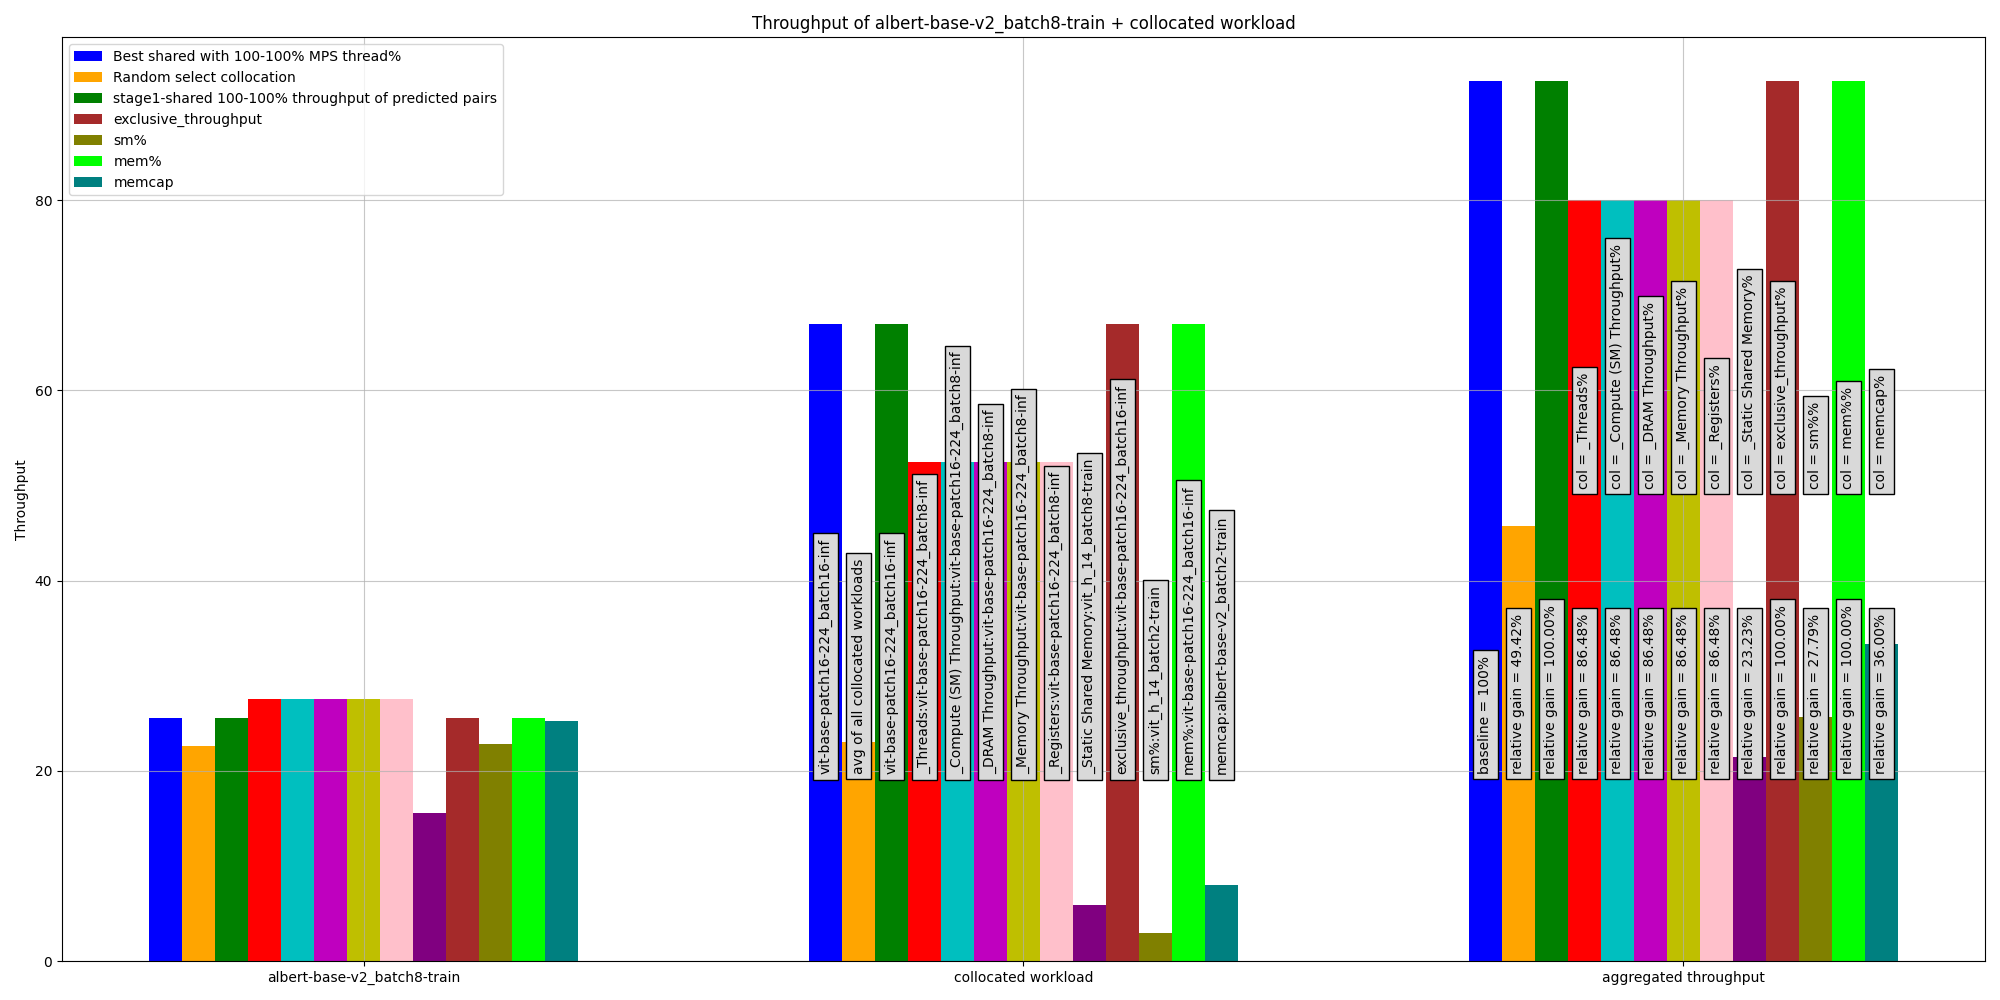 Throughput of albert-base-v2_batch8-train + collocated workload
Best shared with 100-100% MPS thread%
Random select collocation
stage1-shared 100-100% throughput of predicted pairs
exclusive_throughput
sm%
mem%
memcap
Throughput
80
60
40
20
0
vit-base-patch16-224_batch16-inf
avg of all collocated workloads
vit-base-patch16-224_batch16-inf
_Threads:vit-base-patch16-224_batch8-inf
_Compute (SM) Throughput:vit-base-patch16-224_batch8-inf
_DRAM Throughput:vit-base-patch16-224_batch8-inf
_Memory Throughput:vit-base-patch16-224_batch8-inf
_Registers:vit-base-patch16-224_batch8-inf
_Static Shared Memory:vit_h_14_batch8-train
exclusive_throughput:vit-base-patch16-224_batch16-inf
sm%:vit_h_14_batch2-train
mem%:vit-base-patch16-224_batch16-inf
memcap:albert-base-v2_batch2-train
col = _Threads%
col = _Compute (SM) Throughput%
col = _DRAM Throughput%
col = _Memory Throughput%
col = _Registers%
col = _Static Shared Memory%
col = exclusive_throughput%
col = sm%%
col = mem%%
col = memcap%
baseline = 100%
relative gain = 49.42%
relative gain = 100.00%
relative gain = 86.48%
relative gain = 86.48%
relative gain = 86.48%
relative gain = 86.48%
relative gain = 86.48%
relative gain = 23.23%
relative gain = 100.00%
relative gain = 27.79%
relative gain = 100.00%
relative gain = 36.00%
albert-base-v2_batch8-train
collocated workload
aggregated throughput